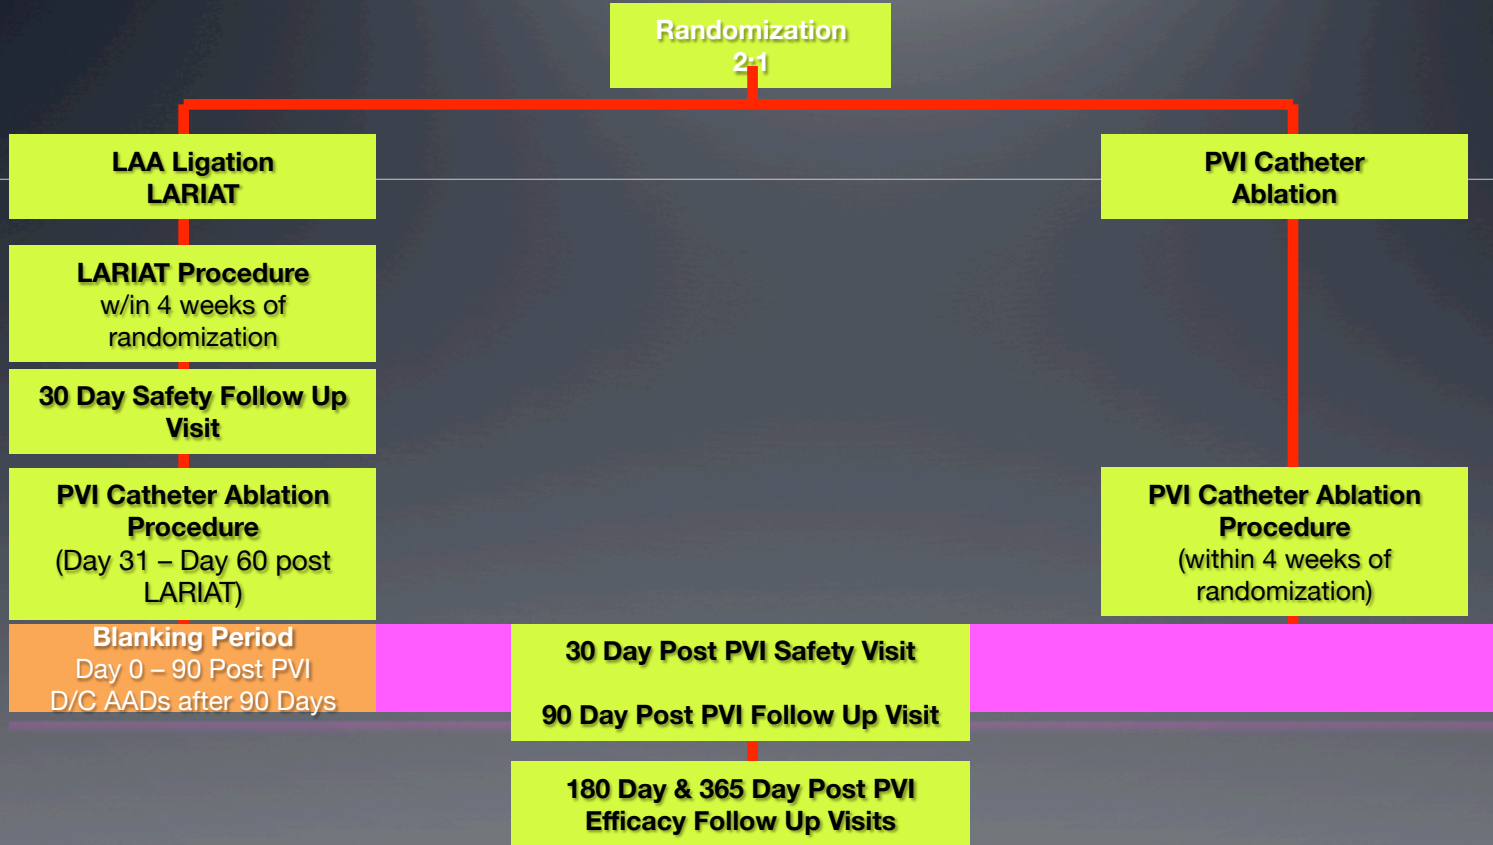 Randomization
2:1
LAA Ligation
LARIAT
PVI Catheter
Ablation
LARIAT Procedure
w/in 4 weeks of
randomization
30 Day Safety Follow Up
Visit
PVI Catheter Ablation
Procedure
(Day 31 – Day 60 post
LARIAT)
PVI Catheter Ablation
Procedure
(within 4 weeks of
randomization)
Blanking Period
Day 0 – 90 Post PVI
D/C AADs after 90 Days
30 Day Post PVI Safety Visit
90 Day Post PVI Follow Up Visit
180 Day & 365 Day Post PVI
Efficacy Follow Up Visits